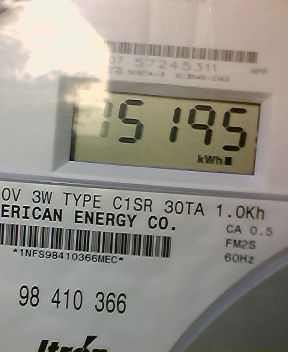 07 57245311
15195
kWh
0V 3W TYPE C1SR 30TA 1.0Kh
ERICAN ENERGY CO.
CA 0.5
FM2S
60Hz
*1NFS98410366MEC*
98 410 366
Itrón